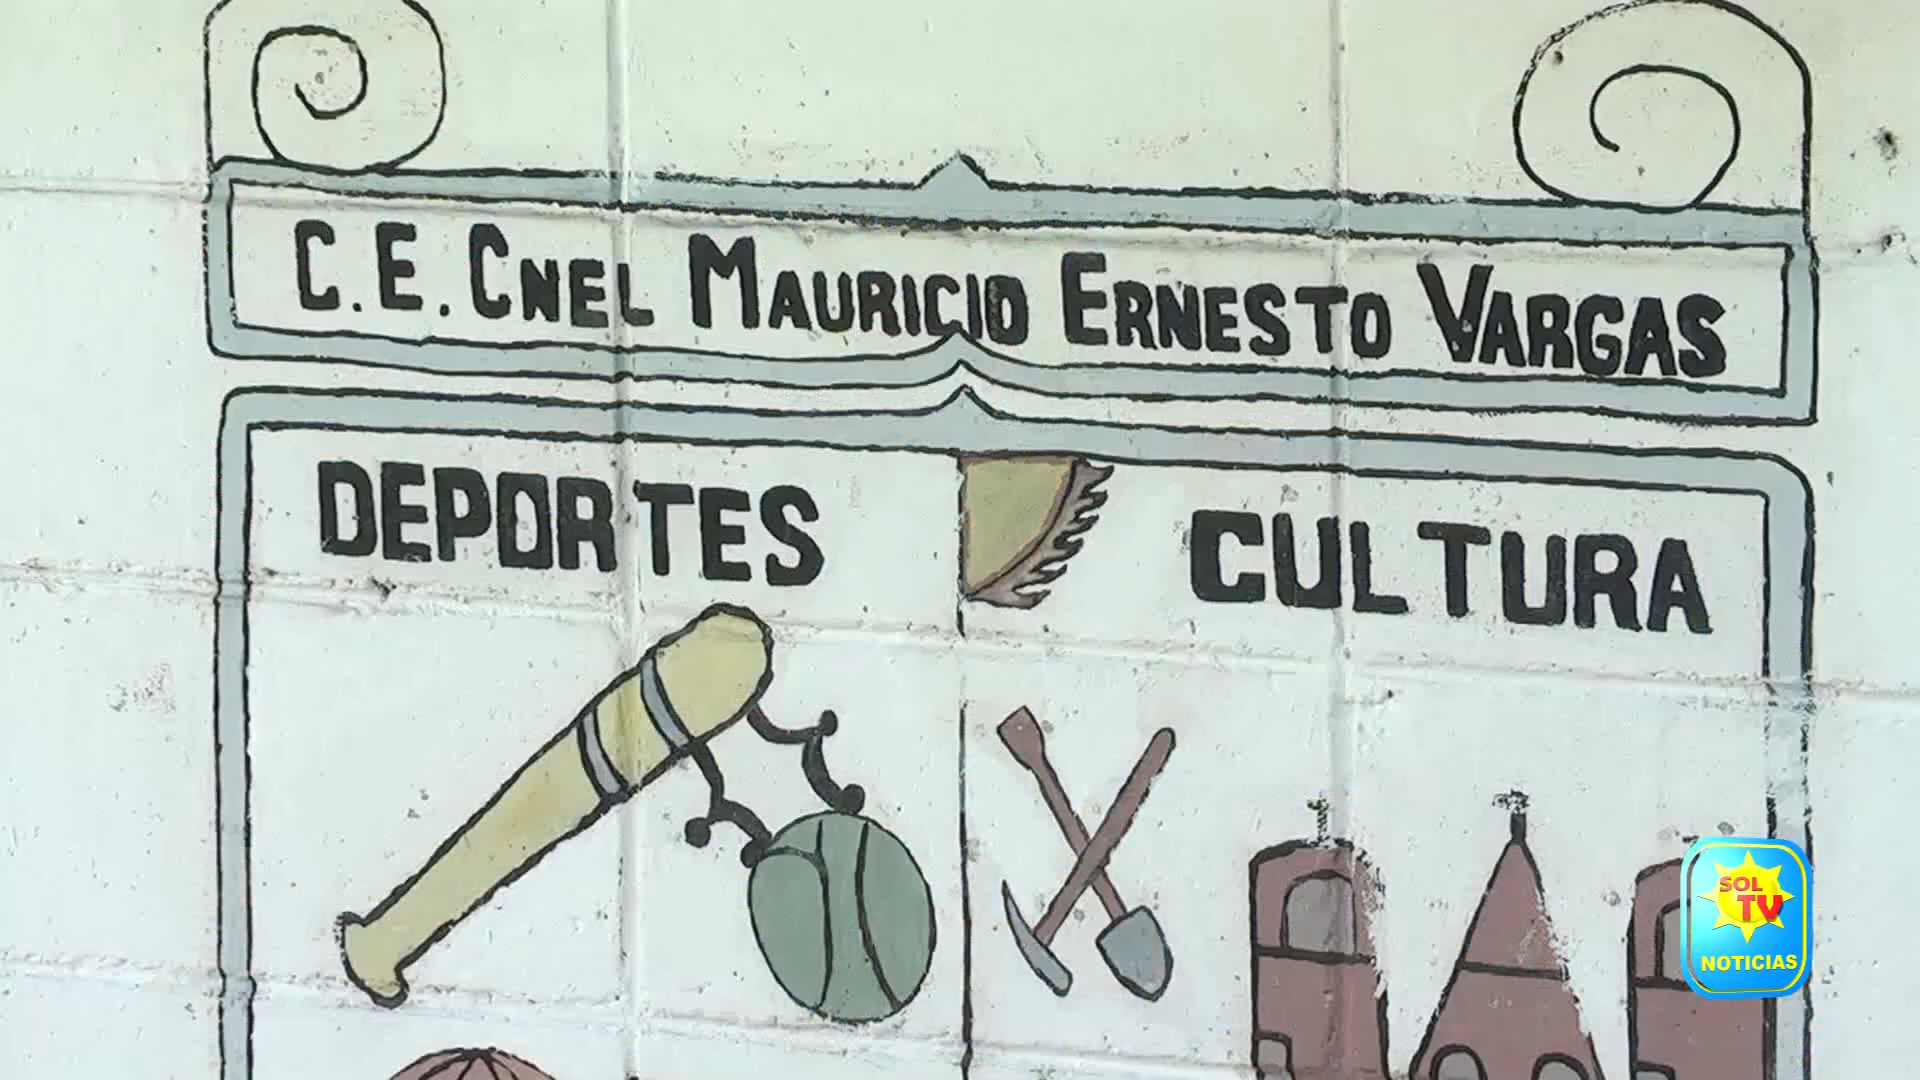 C.E. CNEL MAURICIO ERNESTO VARGAS
DEPORTES
CULTURA
SOL
TV
NOTICIAS